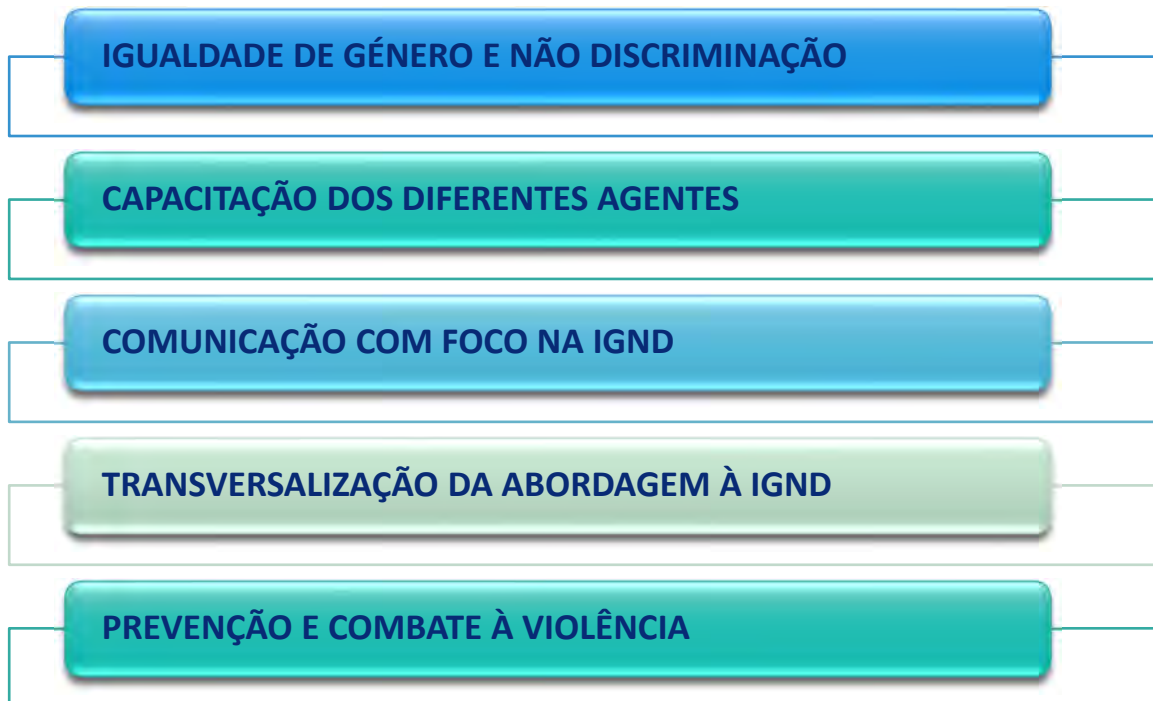 IGUALDADE DE GÉNERO E NÃO DISCRIMINAÇÃO
CAPACITAÇÃO DOS DIFERENTES AGENTES
COMUNICAÇÃO COM FOCO NA IGND
TRANSVERSALIZAÇÃO DA ABORDAGEM À IGND
PREVENÇÃO E COMBATE À VIOLÊNCIA